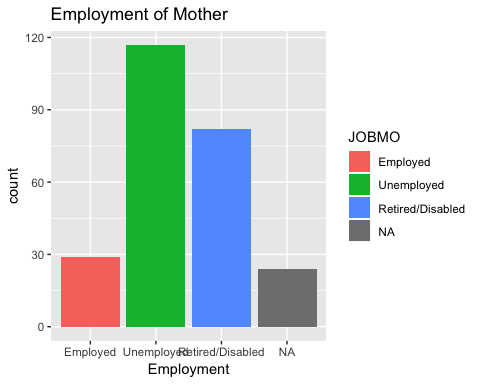 Employment of Mother
120
90
60
30
0
count
Employed Unemployed Retired/Disabled NA
Employment
JOBMO
Employed
Unemployed
Retired/Disabled
NA